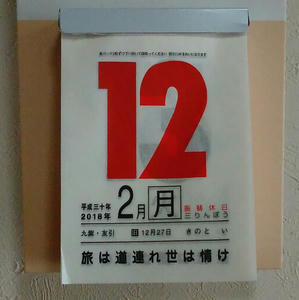 12
平成三十年
2018年
2月
月
振替休日
三りんぼう
九紫・友引
旧12月27日
きのとい
旅は道連れ世は情け